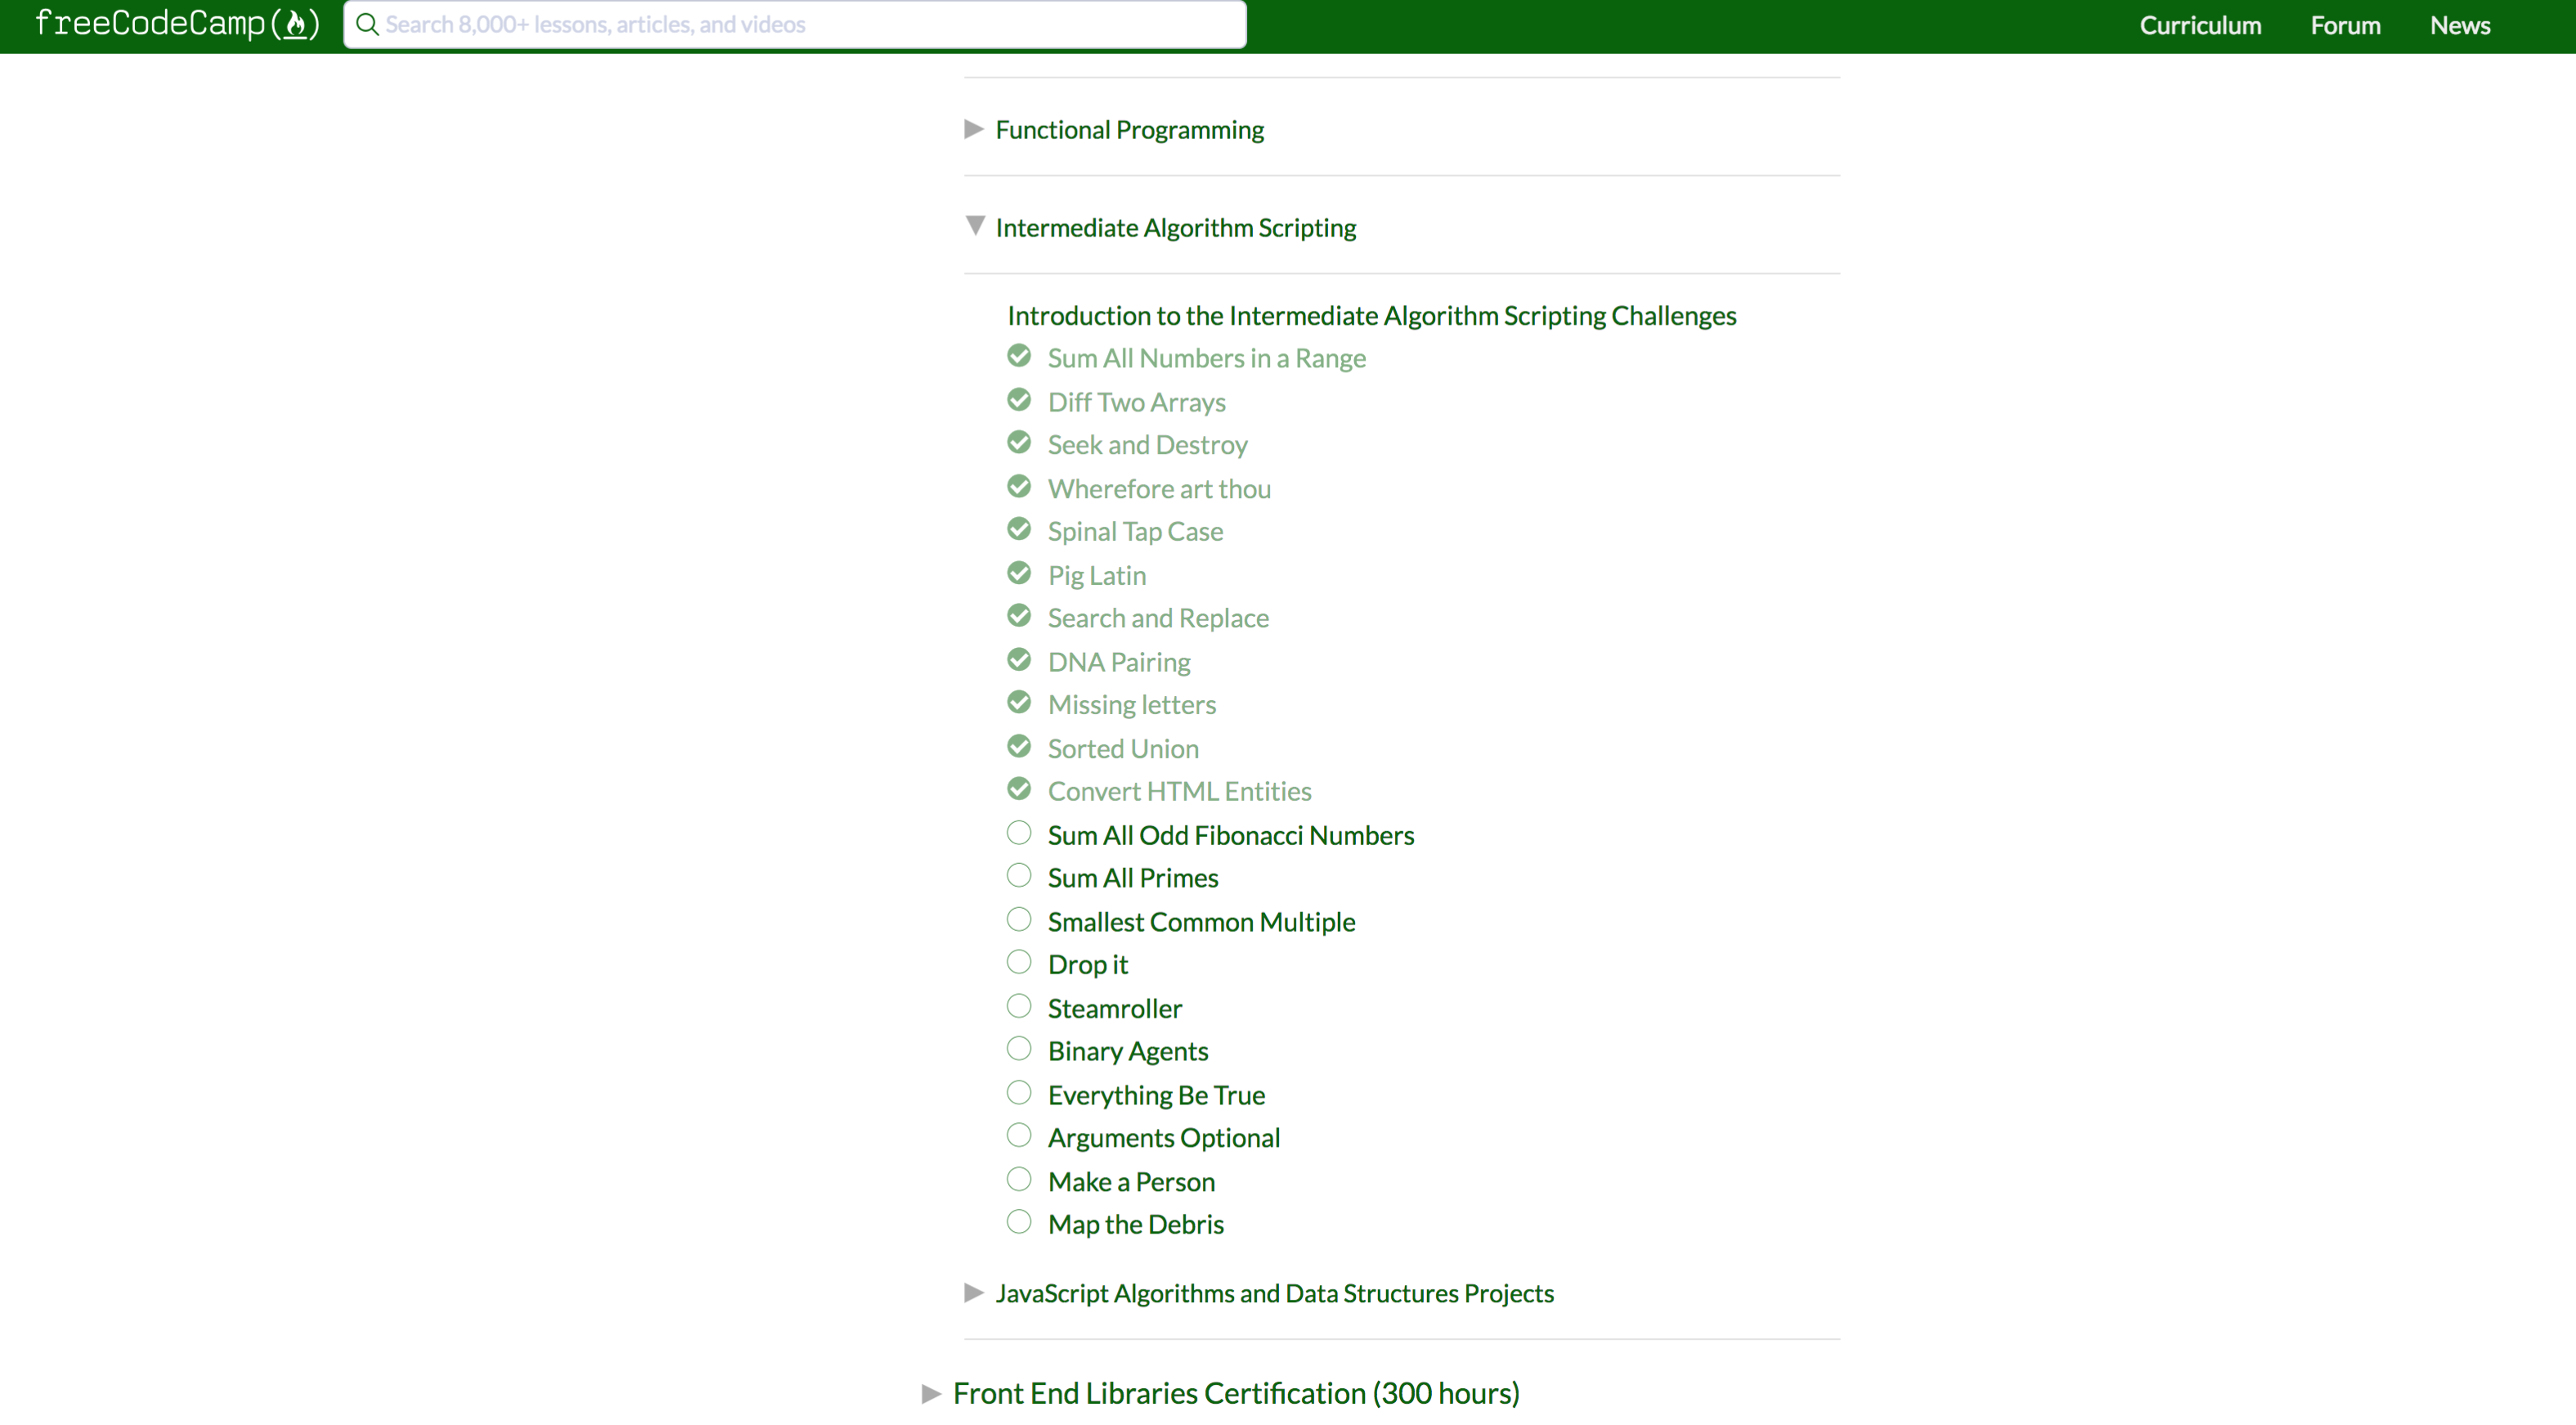 freeCodeCamp
Search 8,000+ lessons, articles, and videos
Curriculum
Forum
News
Functional Programming
Intermediate Algorithm Scripting
Introduction to the Intermediate Algorithm Scripting Challenges
Sum All Numbers in a Range
Diff Two Arrays
Seek and Destroy
Wherefore art thou
Spinal Tap Case
Pig Latin
Search and Replace
DNA Pairing
Missing letters
Sorted Union
Convert HTML Entities
Sum All Odd Fibonacci Numbers
Sum All Primes
Smallest Common Multiple
Drop it
Steamroller
Binary Agents
Everything Be True
Arguments Optional
Make a Person
Map the Debris
JavaScript Algorithms and Data Structures Projects
Front End Libraries Certification (300 hours)